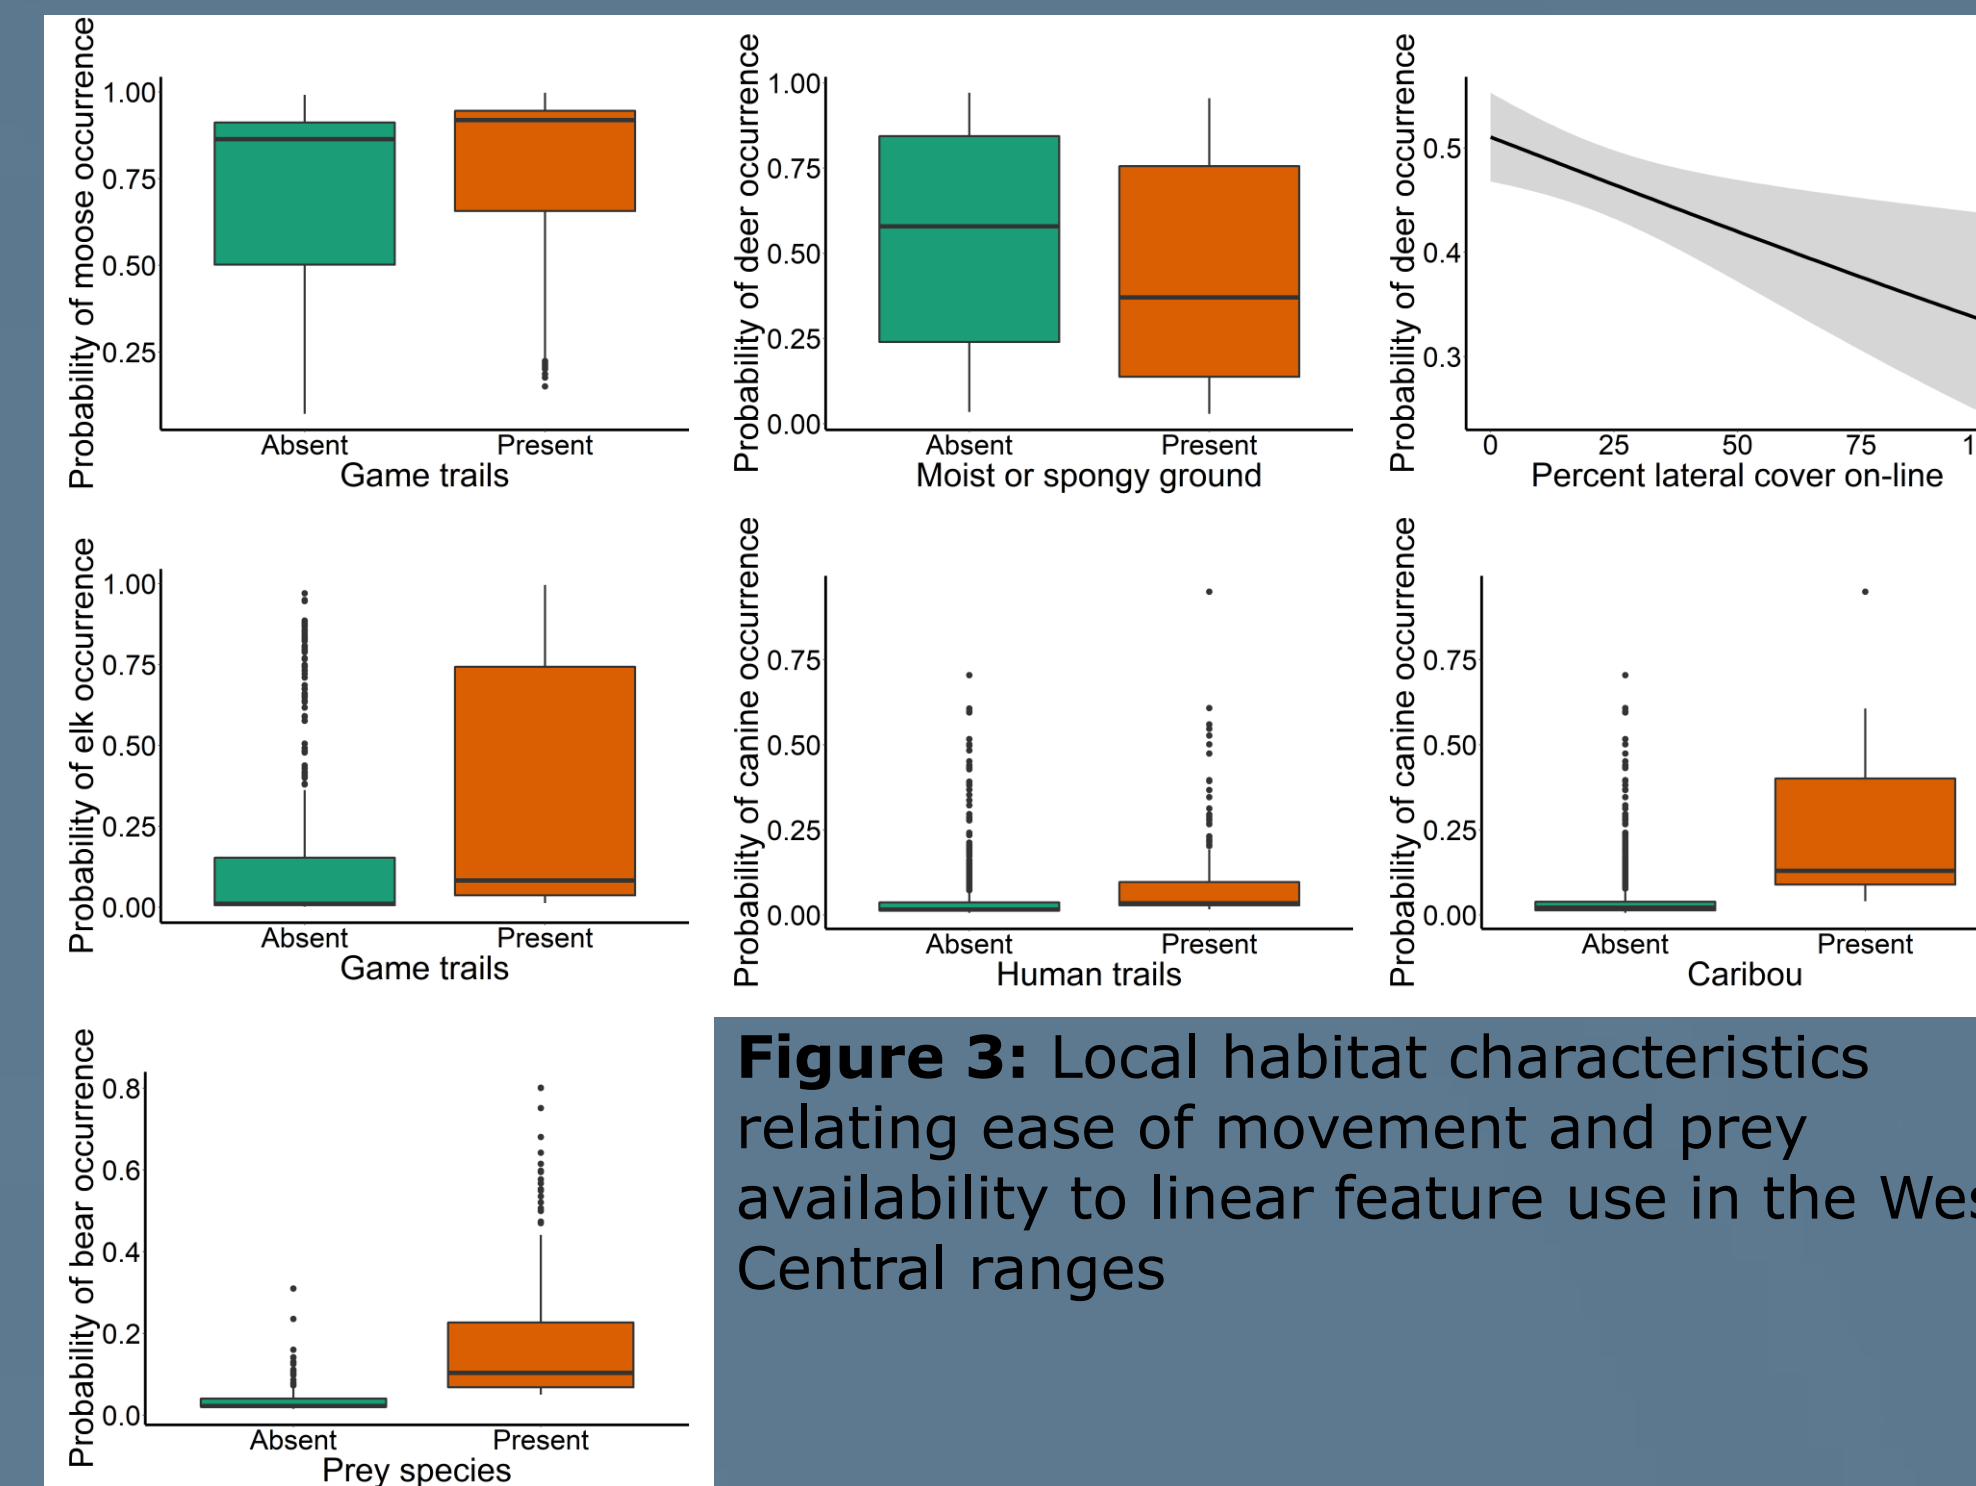 Probability of moose occurrence
1.00
0.75
0.50
0.25
Absent Present
Game trails
Probability of deer occurrence
1.00
0.75
0.50
0.25
0.00
Absent Present
Moist or spongy ground
Probability of deer occurrence
0.5
0.4
0.3
0 25 50 75 1
Percent lateral cover on-line
Probability of elk occurrence
1.00
0.75
0.50
0.25
0.00
Absent Present
Game trails
Probability of canine occurrence
0.75
0.50
0.25
0.00
Absent Present
Human trails
Probability of canine occurrence
0.75
0.50
0.25
0.00
Absent Present
Caribou
Probability of bear occurrence
0.8
0.6
0.4
0.2
0.0
Absent Present
Prey species
Figure 3: Local habitat characteristics
relating ease of movement and prey
availability to linear feature use in the Wes
Central ranges